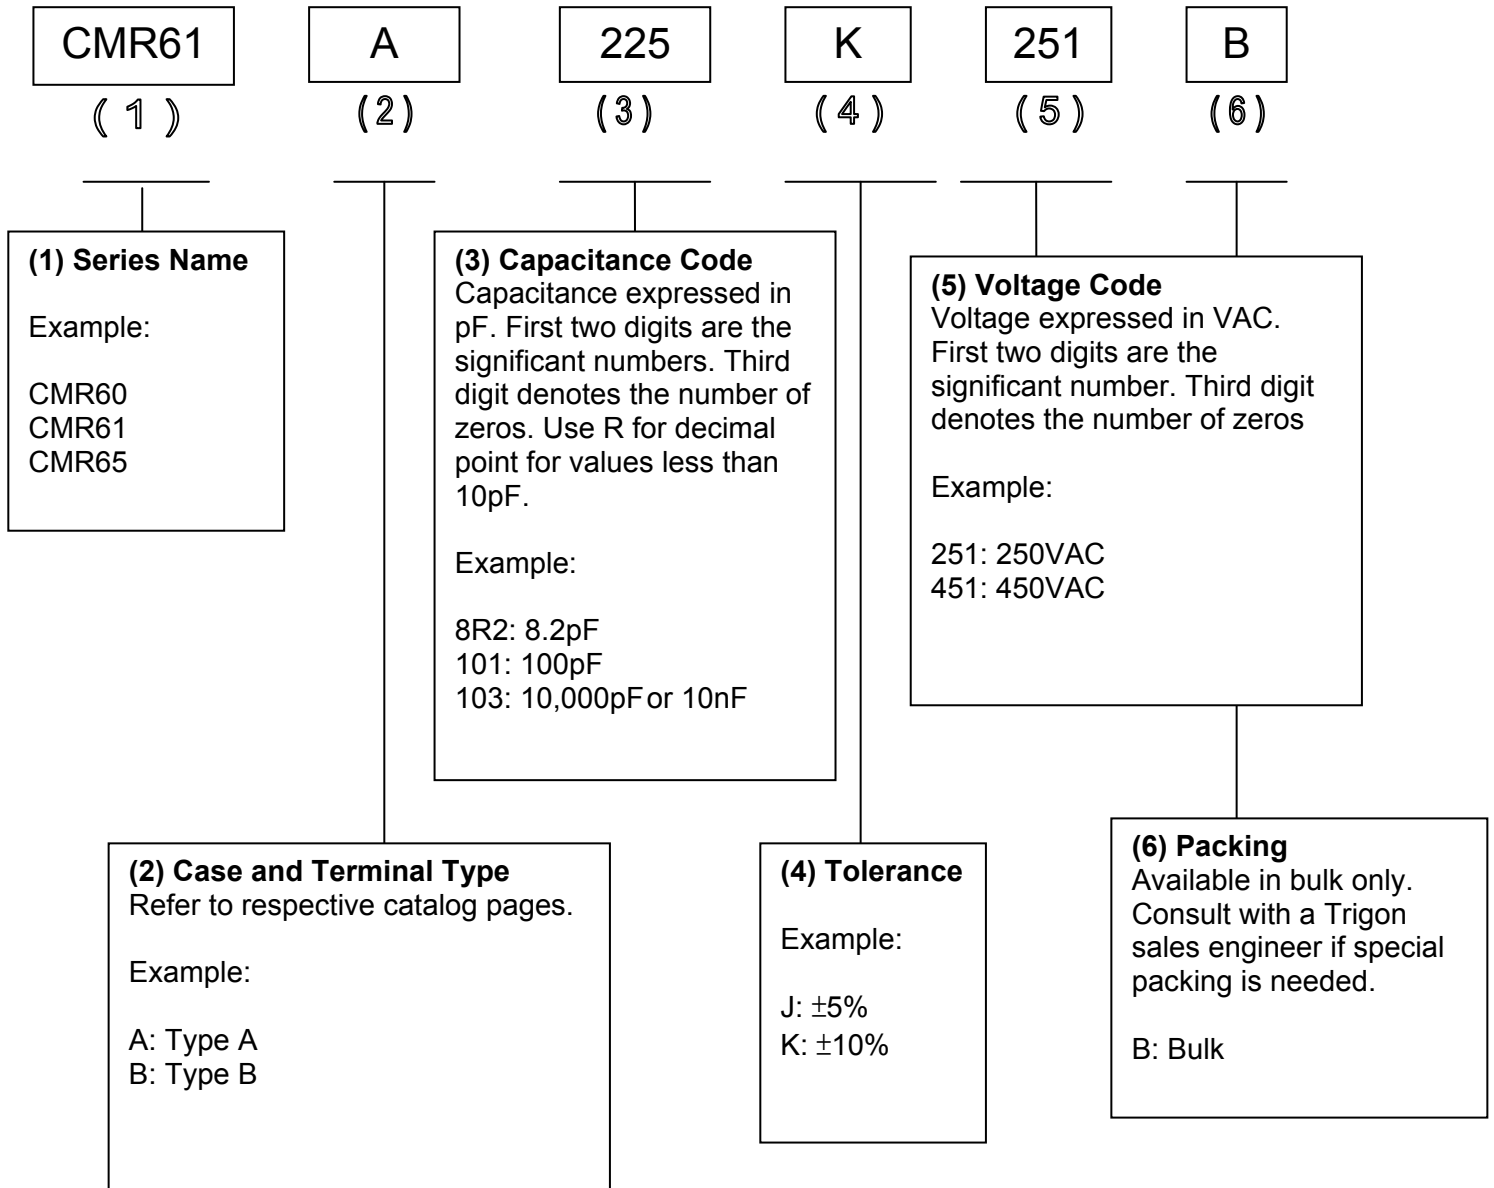 CMR61 A 225 K 251 B
(1) (2) (3) (4) (5) (6)
(1) Series Name
Example:
CMR60
CMR61
CMR65
(3) Capacitance Code
Capacitance expressed in
pF. First two digits are the
significant numbers. Third
digit denotes the number of
zeros. Use R for decimal
point for values less than
10pF.
Example:
8R2: 8.2pF
101: 100pF
103: 10,000pF or 10nF
(5) Voltage Code
Voltage expressed in VAC.
First two digits are the
significant number. Third digit
denotes the number of zeros
Example:
251: 250VAC
451: 450VAC
(2) Case and Terminal Type
Refer to respective catalog pages.
Example:
A: Type A
B: Type B
(4) Tolerance
Example:
J: ±5%
K: ±10%
(6) Packing
Available in bulk only.
Consult with a Trigon
sales engineer if special
packing is needed.
B: Bulk